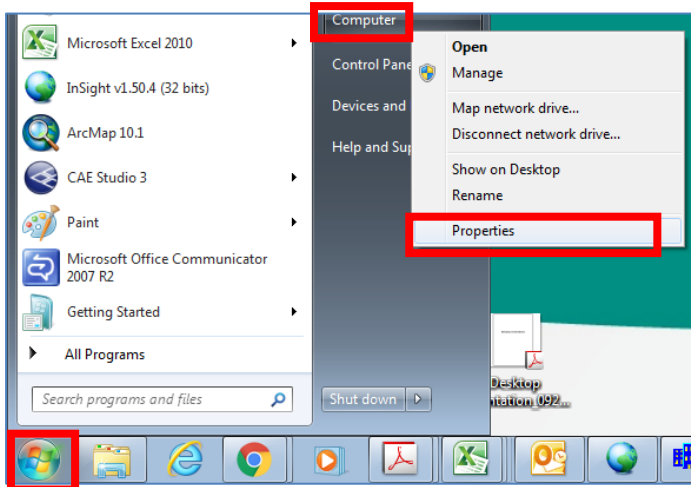 Microsoft Excel 2010
InSight v1.50.4 (32 bits)
ArcMap 10.1
CAE Studio 3
Paint
Microsoft Office Communicator
2007 R2
Getting Started
All Programs
Search programs and files
Computer
Control Pane
Devices and
Help and Sup
Shut down
Open
Manage
Map network drive...
Disconnect network drive...
Show on Desktop
Rename
Properties
Desktop
ntation_092...